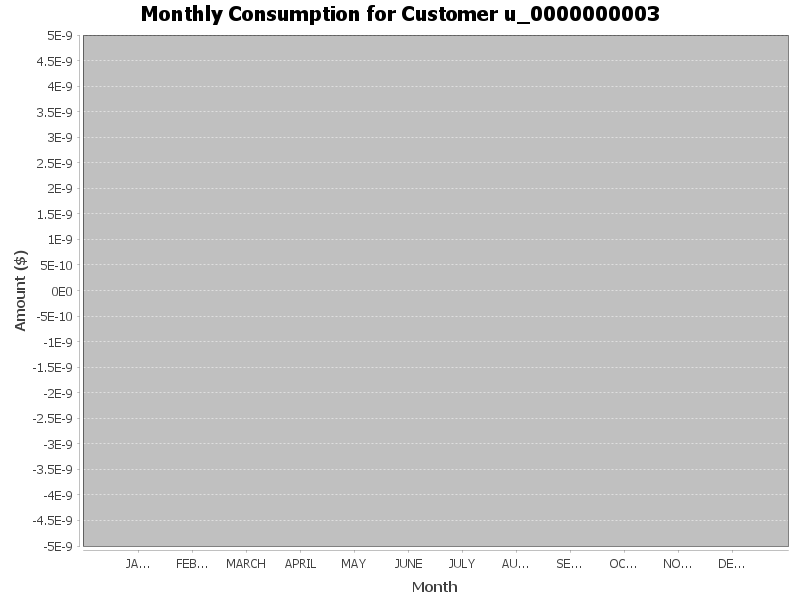 Monthly Consumption for Customer u_0000000003
5E-9
4.5E-9
4E-9
3.5E-9
3E-9
2.5E-9
2E-9
1.5E-9
1E-9
5E-10
0E0
-5E-10
-1E-9
-1.5E-9
-2E-9
-2.5E-9
-3E-9
-3.5E-9
-4E-9
-4.5E-9
-5E-9
Amount ($)
JA... FEB... MARCH APRIL MAY JUNE JULY AU... SE... OC... NO... DE...
Month